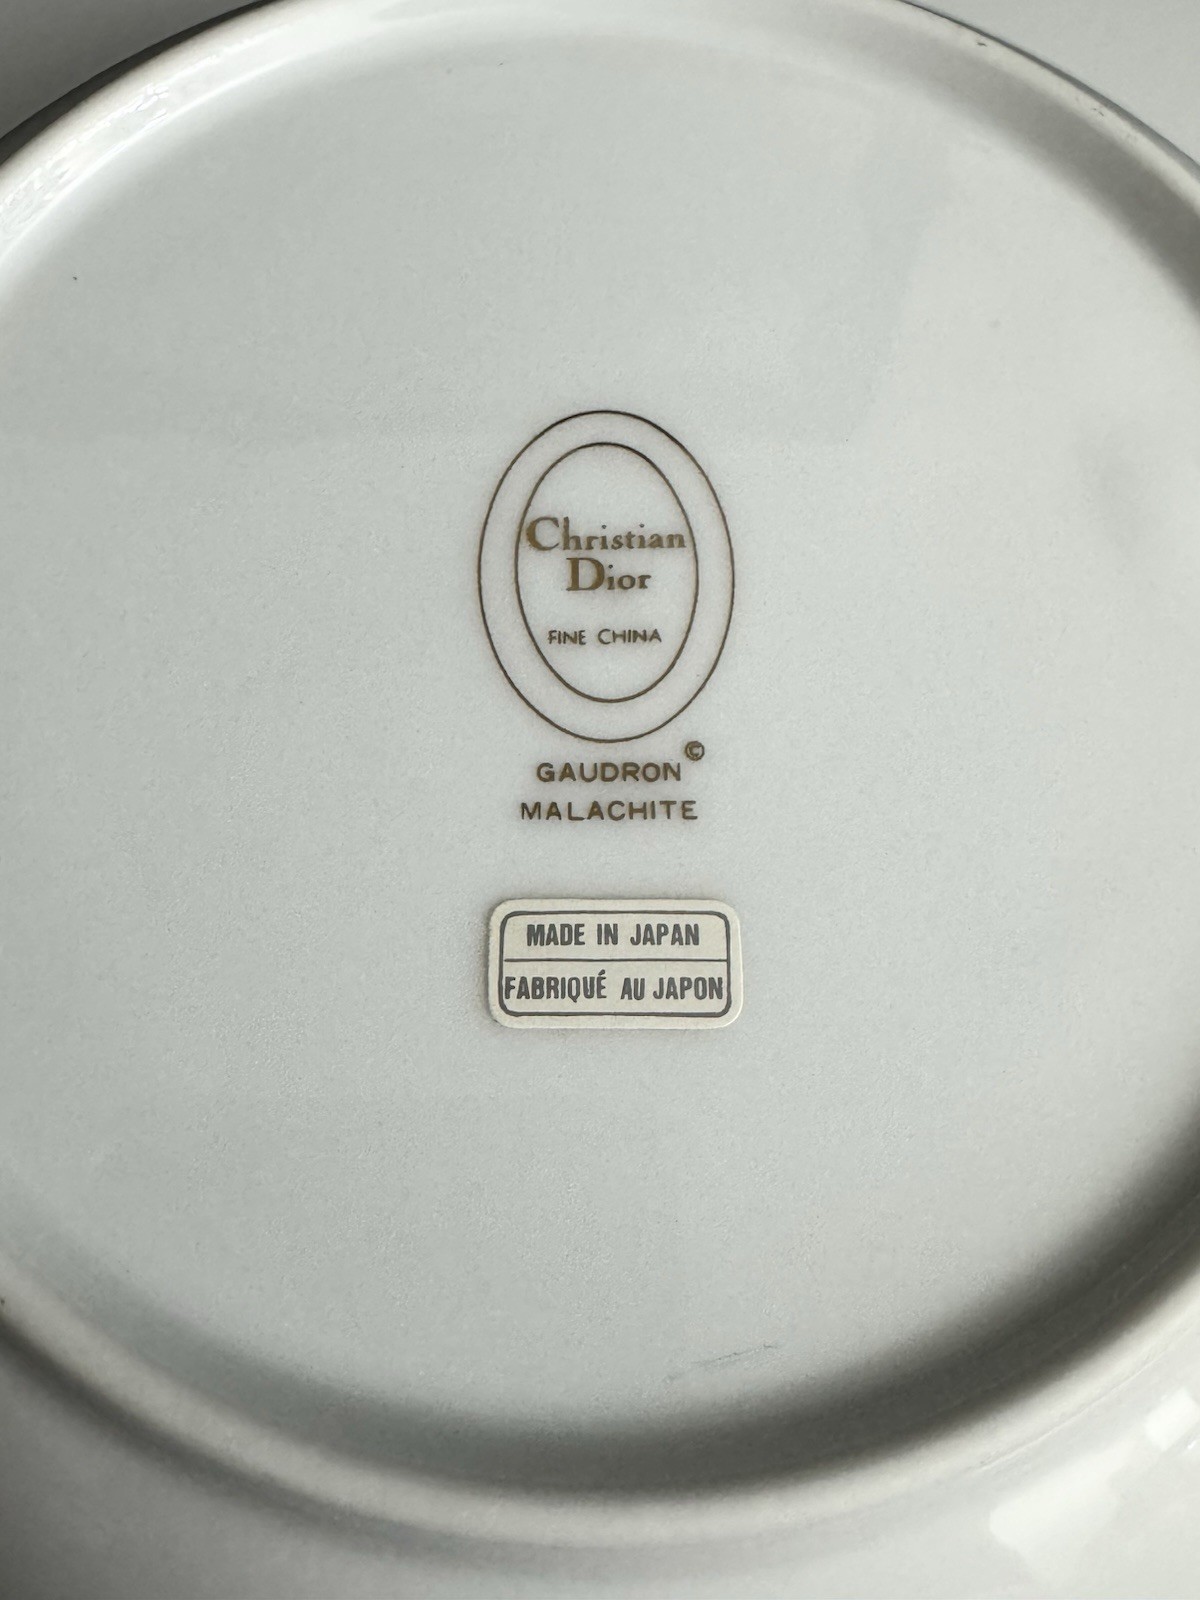 Christian
Dior
FINE CHINA
GAUDRON©
MALACHITE
MADE IN JAPAN
FABRIQUÉ AU JAPON